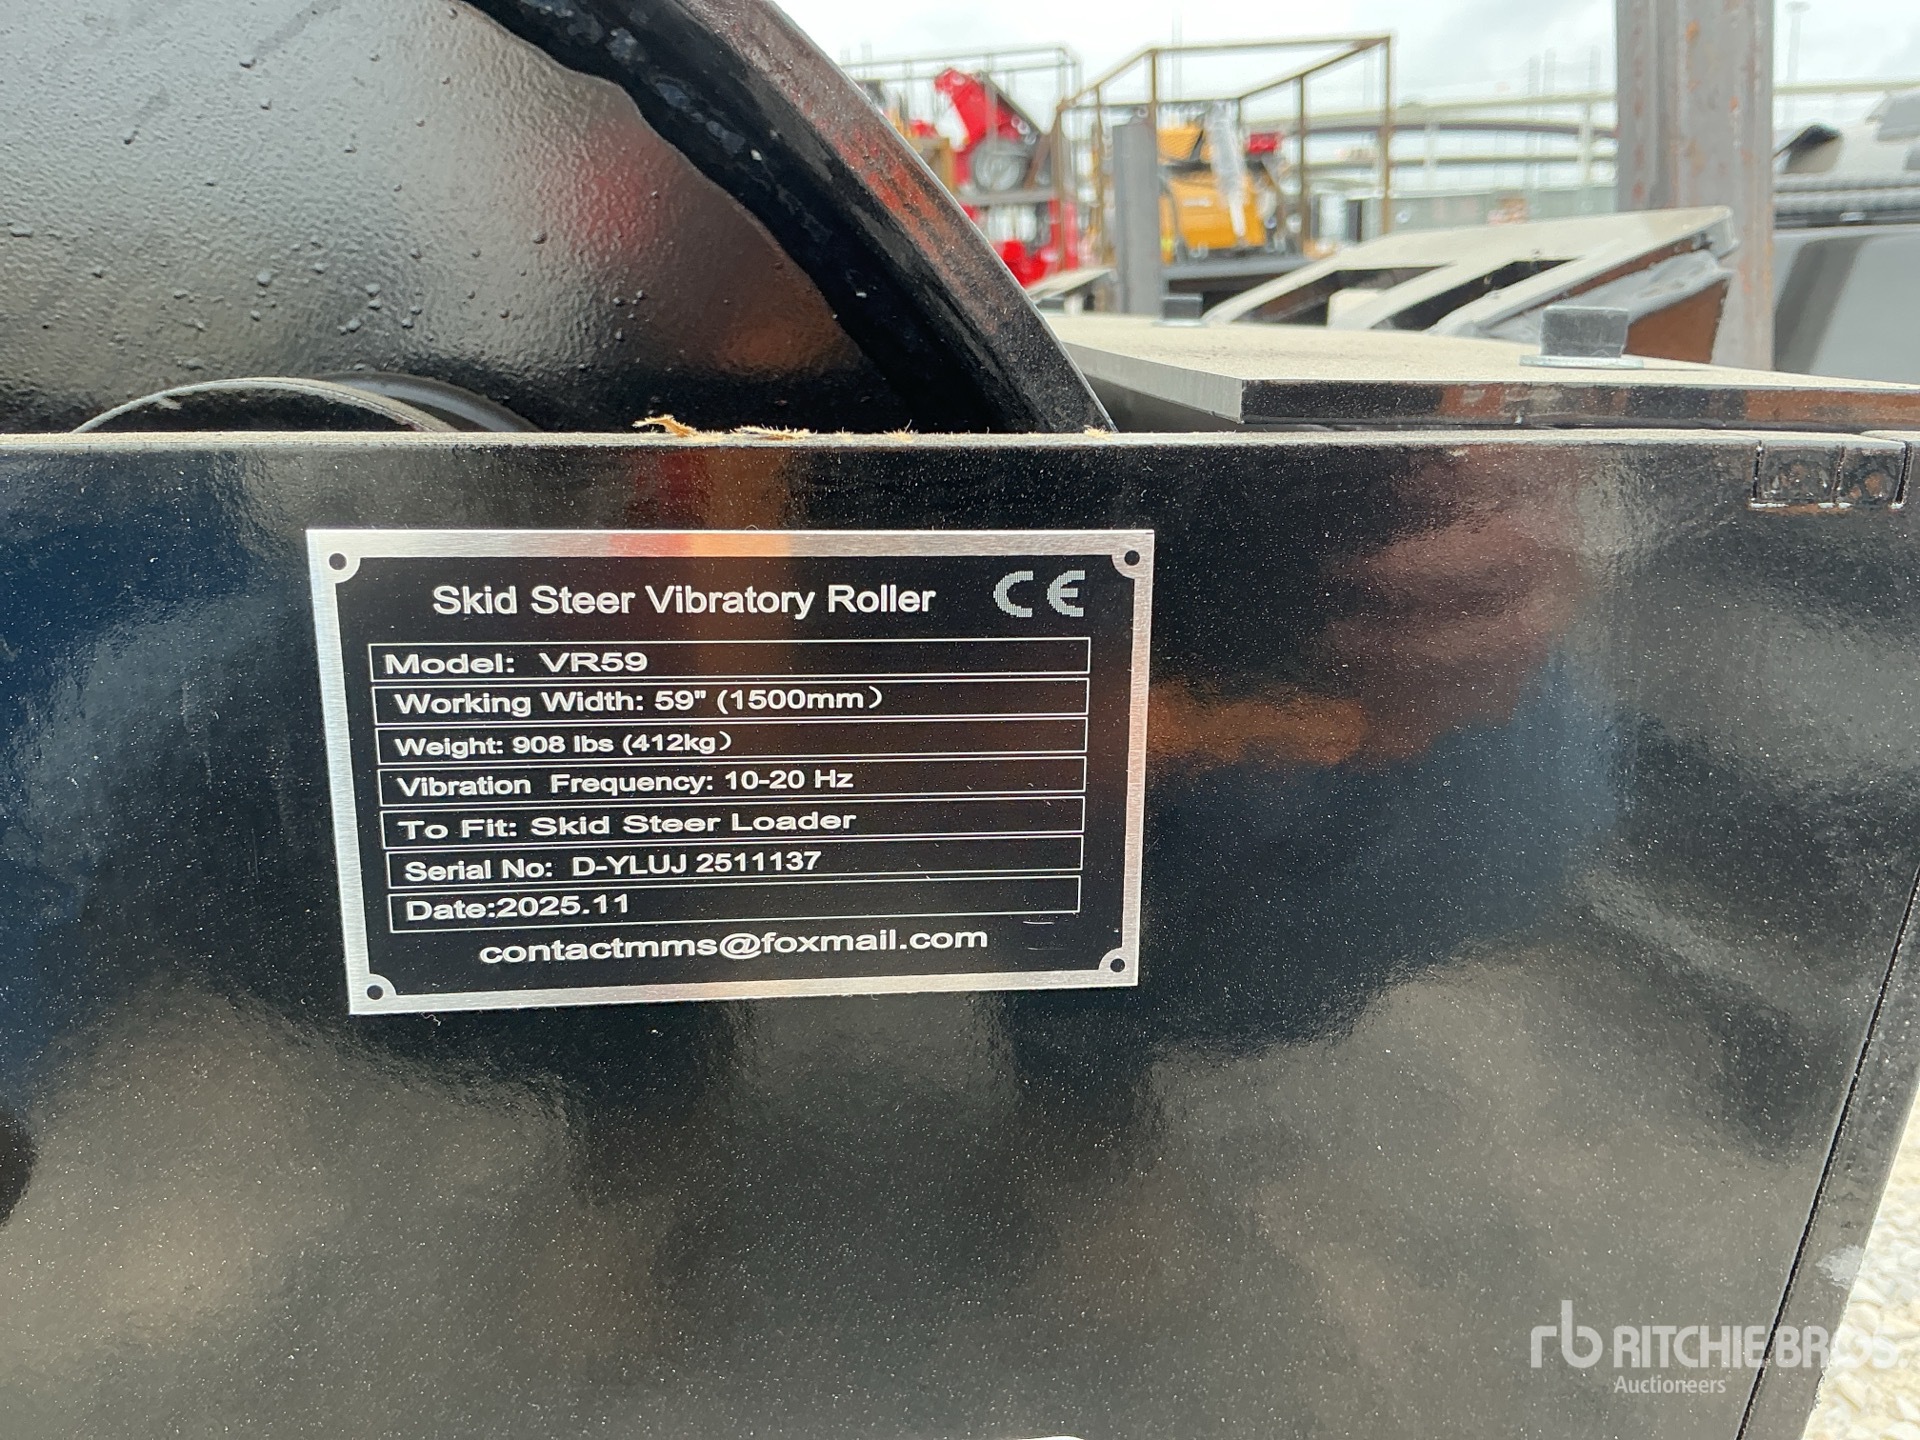 Skid Steer Vibratory Roller CE
Model: VR59
Working Width: 59" (1500mm)
Weight: 908 lbs (412kg)
Vibration Frequency: 10-20 Hz
To Fit: Skid Steer Loader
Serial No: D-YLUJ 2511137
Date:2025.11
contactmms@foxmail.com
rb RITCHIE BROS.
Auctioneers